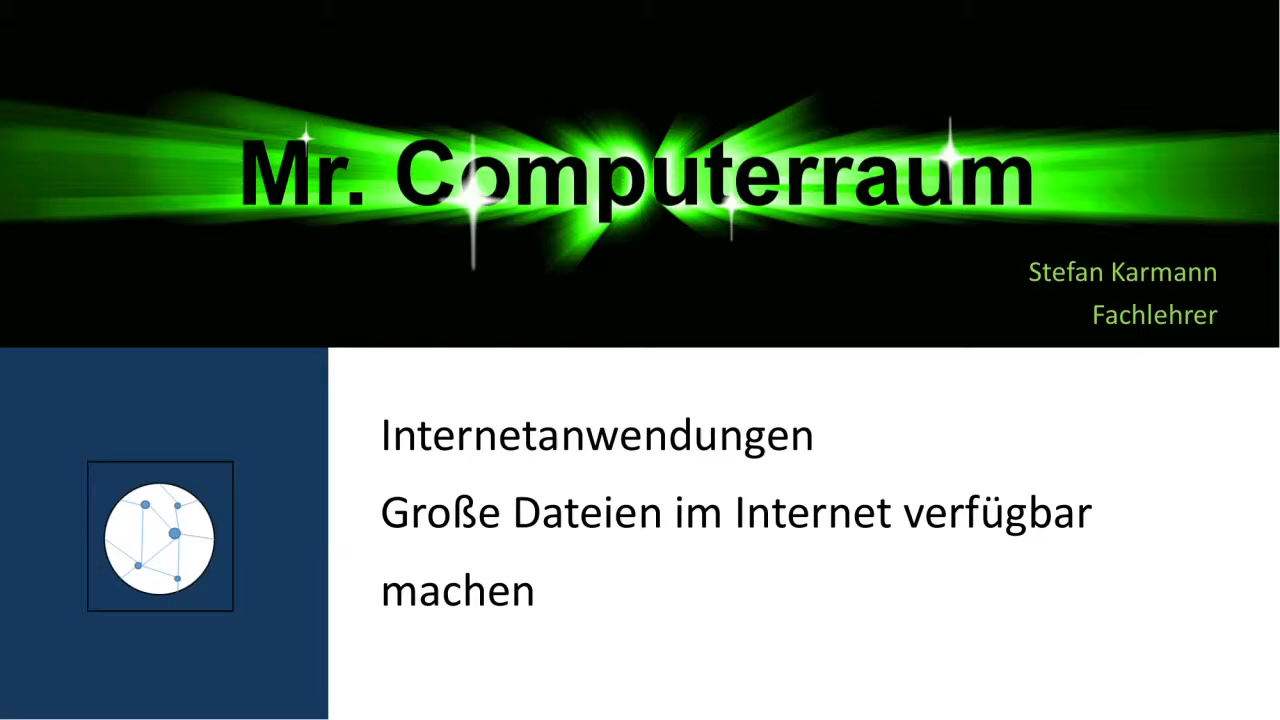 Mr. Computerraum
Stefan Karmann
Fachlehrer
Internetanwendungen
Große Dateien im Internet verfügbar
machen